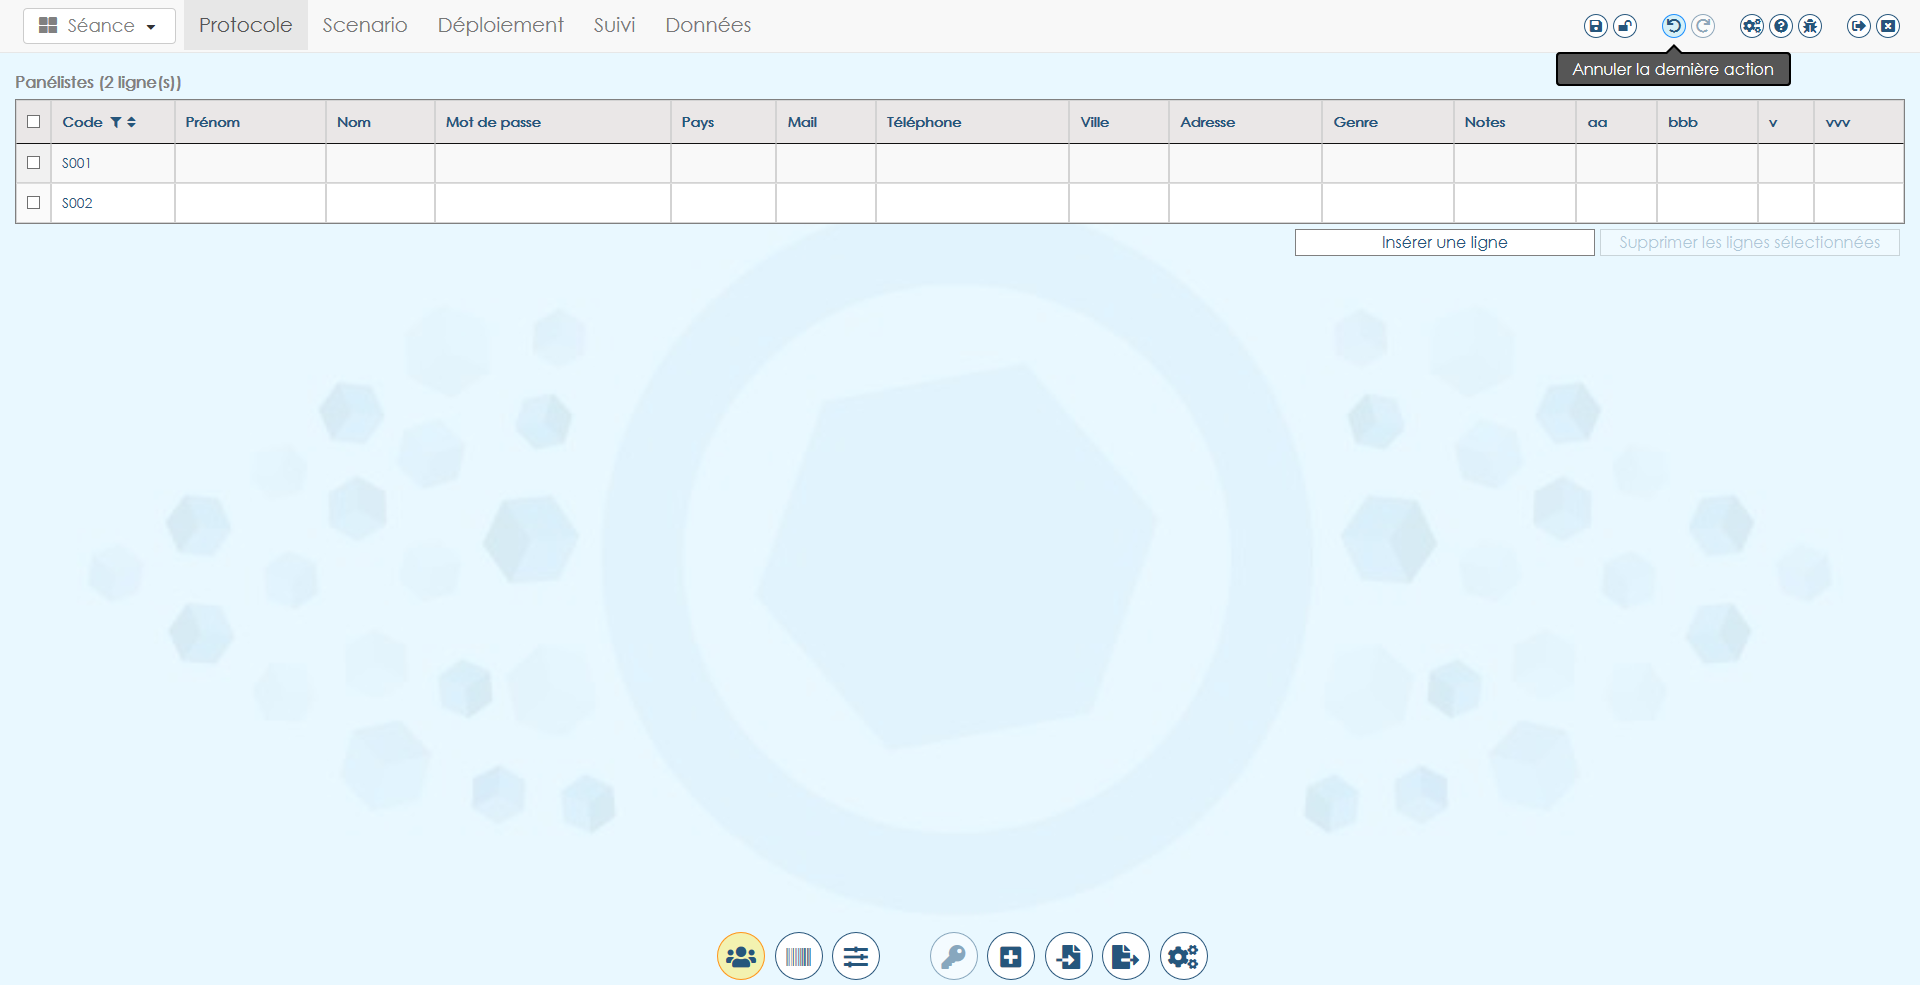 Séance Protocole Scenario Déploiement Suivi Données
Annuler la dernière action
Panélistes (2 ligne(s))
Code Prénom Nom Mot de passe Pays Mail Téléphone Ville Adresse Genre Notes aa bbb v vvv
S001
S002
Insérer une ligne Supprimer les lignes sélectionnées